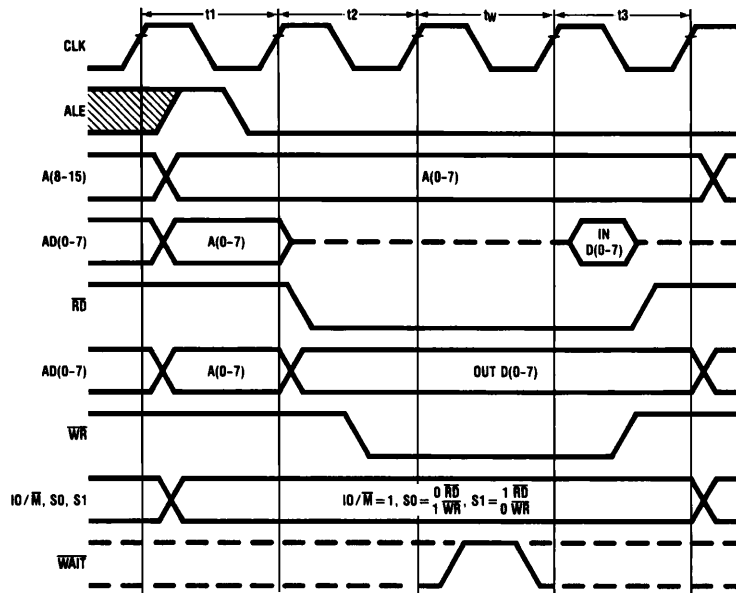 t1 t2 tw t3
CLK
ALE
A(8-15) A(0-7)
AD(0-7) A(0-7) IN D(0-7)
RD
AD(0-7) A(0-7) OUT D(0-7)
WR
IO/M, S0, S1 IO/M = 1, S0 = 0 RD 1 WR, S1 = 1 RD 0 WR
WAIT